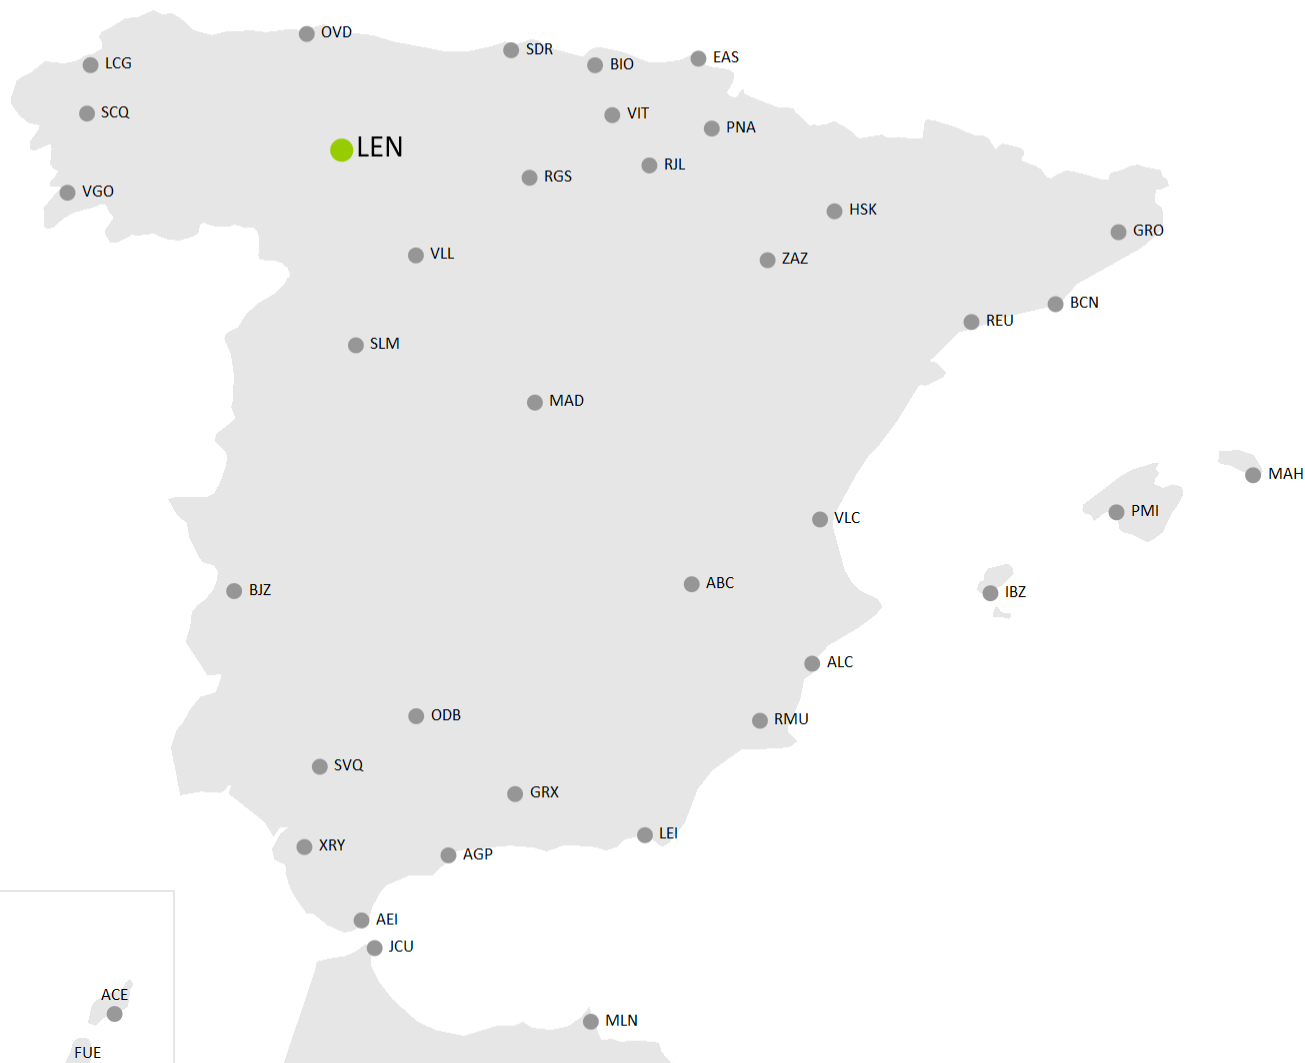 OVD
SDR
EAS
LCG
BIO
SCQ
VIT
PNA
LEN
RJL
RGS
VGO
HSK
GRO
VLL
ZAZ
BCN
REU
SLM
MAD
MAH
PMI
VLC
ABC
BJZ
IBZ
ALC
ODB
RMU
SVQ
GRX
LEI
XRY
AGP
AEI
JCU
ACE
MLN
FUE